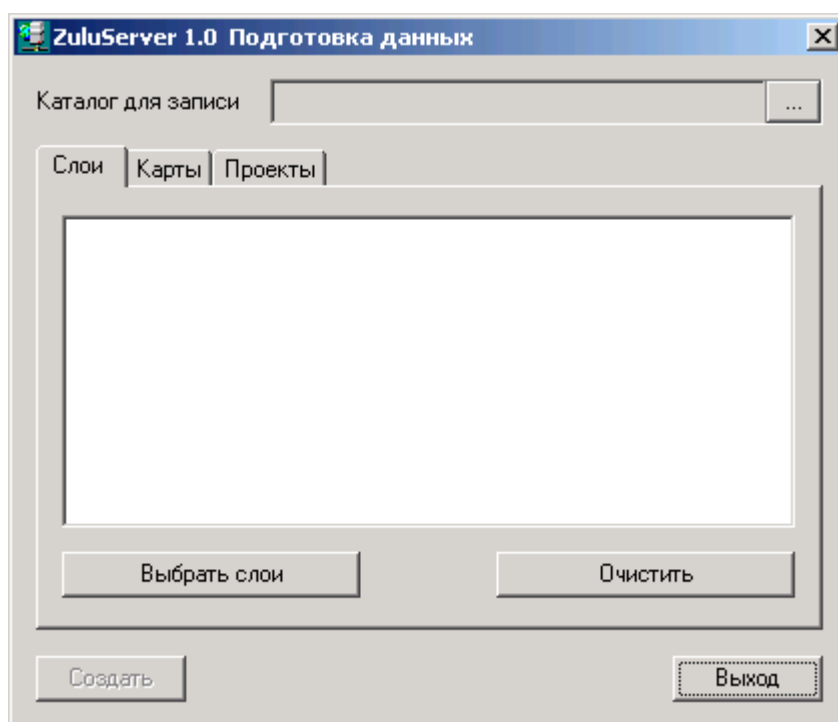 ZuluServer 1.0 Подготовка данных
Каталог для записи ...
Слои Карты Проекты
Выбрать слои Очистить
Создать Выход